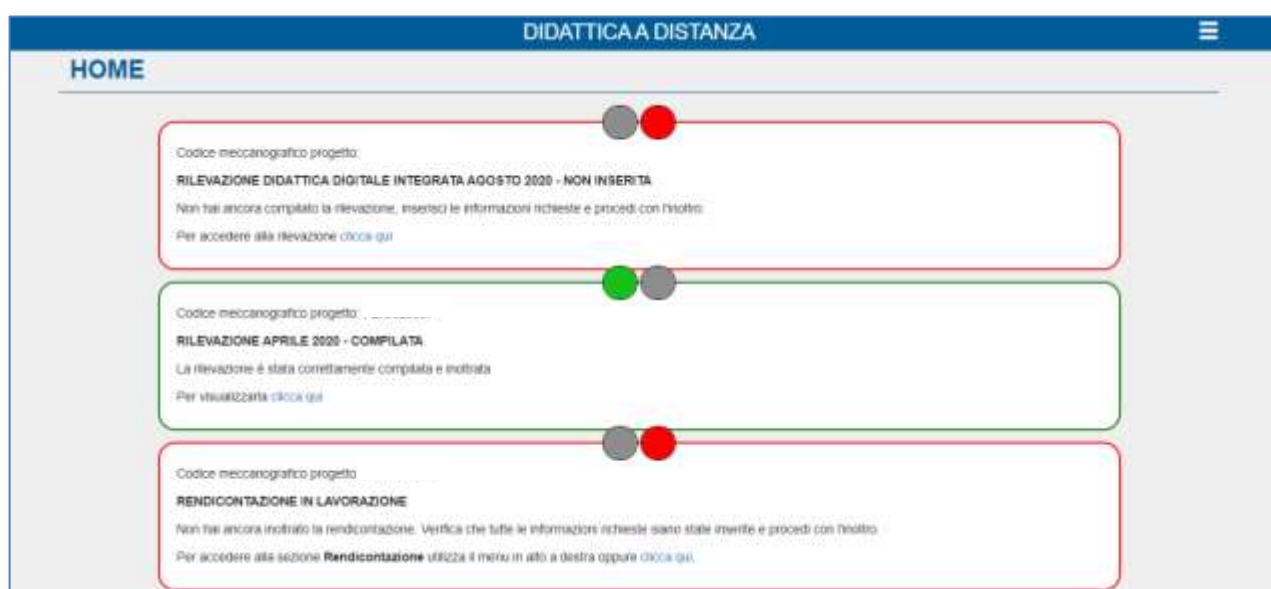 DIDATTICA A DISTANZA
HOME
Codice meccanografico progetto:
RILEVAZIONE DIDATTICA DIGITALE INTEGRATA AGOSTO 2020 - NON INSERITA
Non hai ancora compilato la rilevazione, inserisci le informazioni richieste e procedi con l'inoltro.
Per accedere alla rilevazione clicca qui
Codice meccanografico progetto:
RILEVAZIONE APRILE 2020 - COMPILATA
La rilevazione è stata correttamente compilata e inoltrata
Per visualizzarla clicca qui
Codice meccanografico progetto
RENDICONTAZIONE IN LAVORAZIONE
Non hai ancora inoltrato la rendicontazione. Verifica che tutte le informazioni richieste siano state inserite e procedi con l'inoltro.
Per accedere alla sezione Rendicontazione utilizza il menu in alto a destra oppure clicca qui.